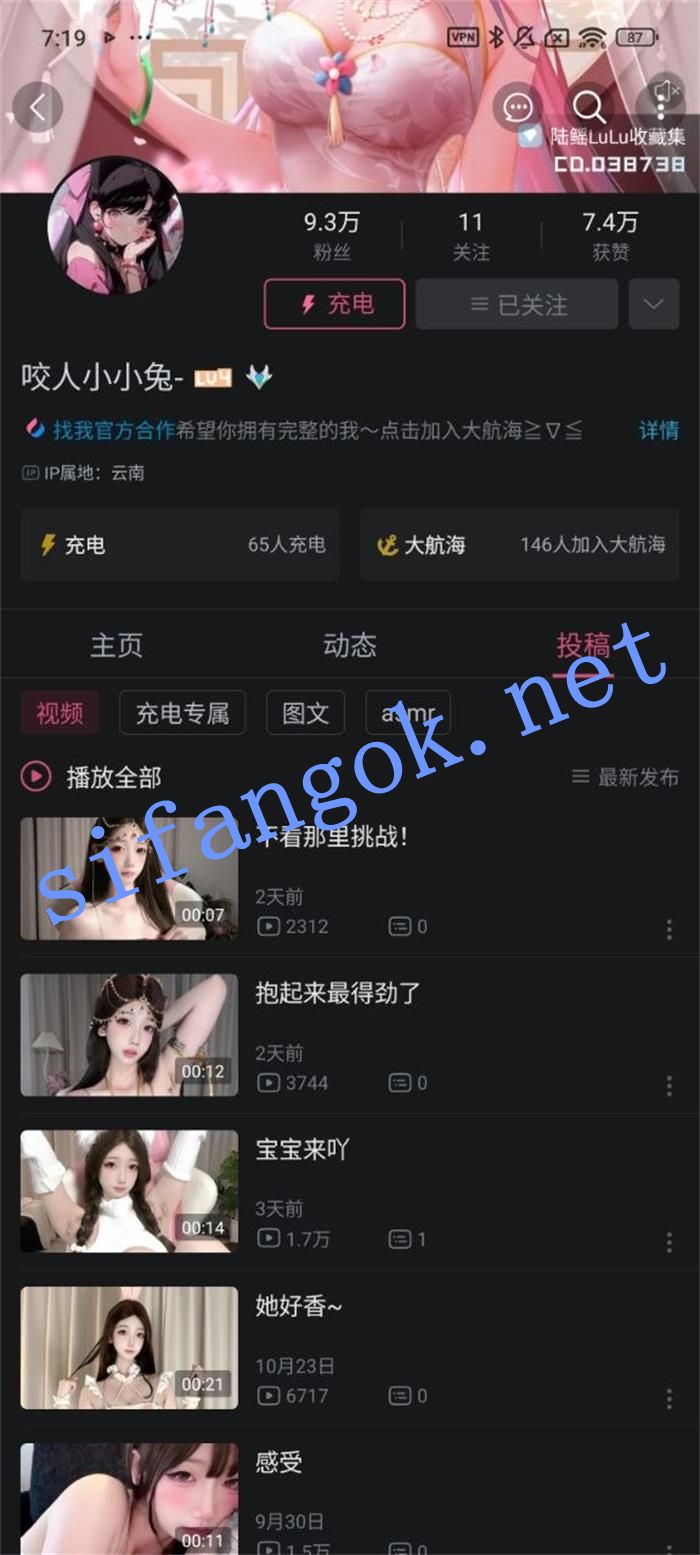 7:19
VPN
87
陆鳐LuLu收藏集
CD.038738
9.3万 11 7.4万
粉丝 关注 获赞
充电 已关注
咬人小小兔- LV4
找我官方合作希望你拥有完整的我～点击加入大航海≧∇≦ 详情
IP IP属地：云南
充电 65人充电 大航海 146人加入大航海
主页 动态 投稿
视频 充电专属 图文 asmr
播放全部 最新发布
sifangok.net
不看那里挑战！
00:07
2天前
2312 0
抱起来最得劲了
00:12
2天前
3744 0
宝宝来吖
00:14
3天前
1.7万 1
她好香~
00:21
10月23日
6717 0
感受
00:11
9月30日
1.5万 0